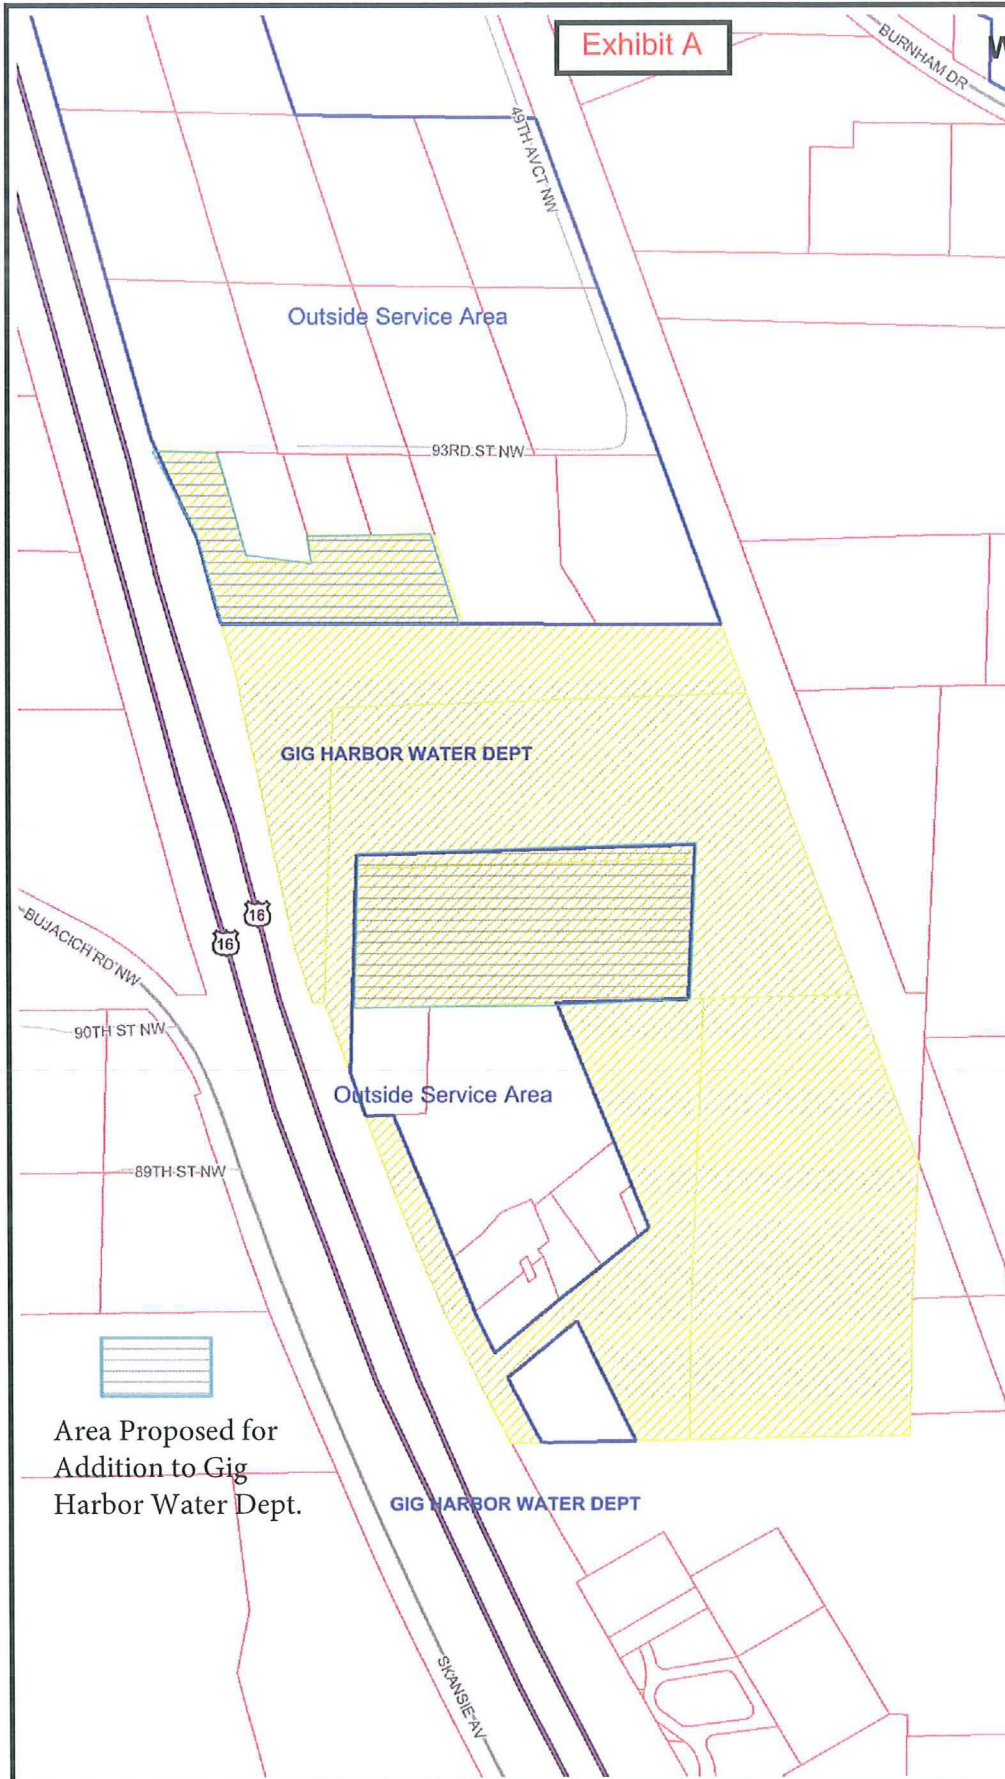 Exhibit A
BURNHAM DR
W
49TH AVCT NW
Outside Service Area
93RD ST NW
GIG HARBOR WATER DEPT
16
16
BUJACICH RD NW
90TH ST NW
Outside Service Area
89TH ST NW
Area Proposed for
Addition to Gig
Harbor Water Dept.
GIG HARBOR WATER DEPT
SKANSIE AV